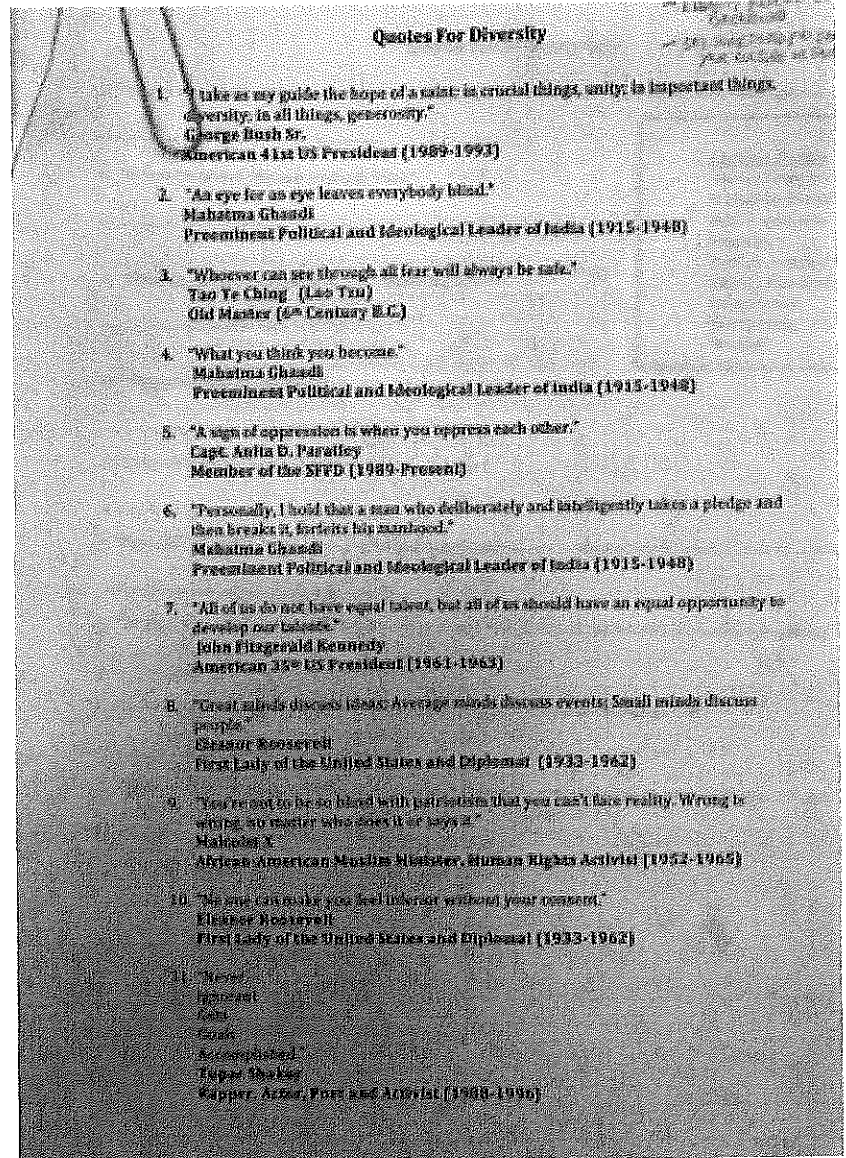 Quotes For Diversity
1. "I take as my guide the hope of a saint: in crucial things, unity; in important things,
diversity; in all things, generosity."
George Bush Sr.
American 41st US President (1989-1993)
2. "An eye for an eye leaves everybody blind."
Mahatma Ghandi
Preeminent Political and Ideological Leader of India (1915-1948)
3. "Whoever can see through all fear will always be safe."
Tao Te Ching (Lao Tzu)
Old Master (6th Century B.C.)
4. "What you think you become."
Mahatma Ghandi
Preeminent Political and Ideological Leader of India (1915-1948)
5. "A sign of oppression is when you oppress each other."
Capt. Anita D.
Member of the SFFD (1989-Present)
6. "Personally, I hold that a man who deliberately and intelligently takes a pledge and
then breaks it, forfeits his manhood."
Mahatma Ghandi
Preeminent Political and Ideological Leader of India (1915-1948)
7. "All of us do not have equal talent, but all of us should have an equal opportunity to
develop our talents."
John Fitzgerald Kennedy
American 35th US President (1961-1963)
8. "Great minds discuss ideas; Average minds discuss events; Small minds discuss
people."
Eleanor Roosevelt
First Lady of the United States and Diplomat (1933-1962)
9. "You're not to be so blind with patriotism that you can't face reality. Wrong is
wrong, no matter who does it or says it."
Malcolm X
African-American Muslim Minister, Human Rights Activist (1952-1965)
10. "No one can make you feel inferior without your consent."
Eleanor Roosevelt
First Lady of the United States and Diplomat (1933-1962)
11. "Never
Ignorant
Goals
Accomplished."
Tupac Shakur
Rapper, Actor, Poet and Activist (1988-1996)